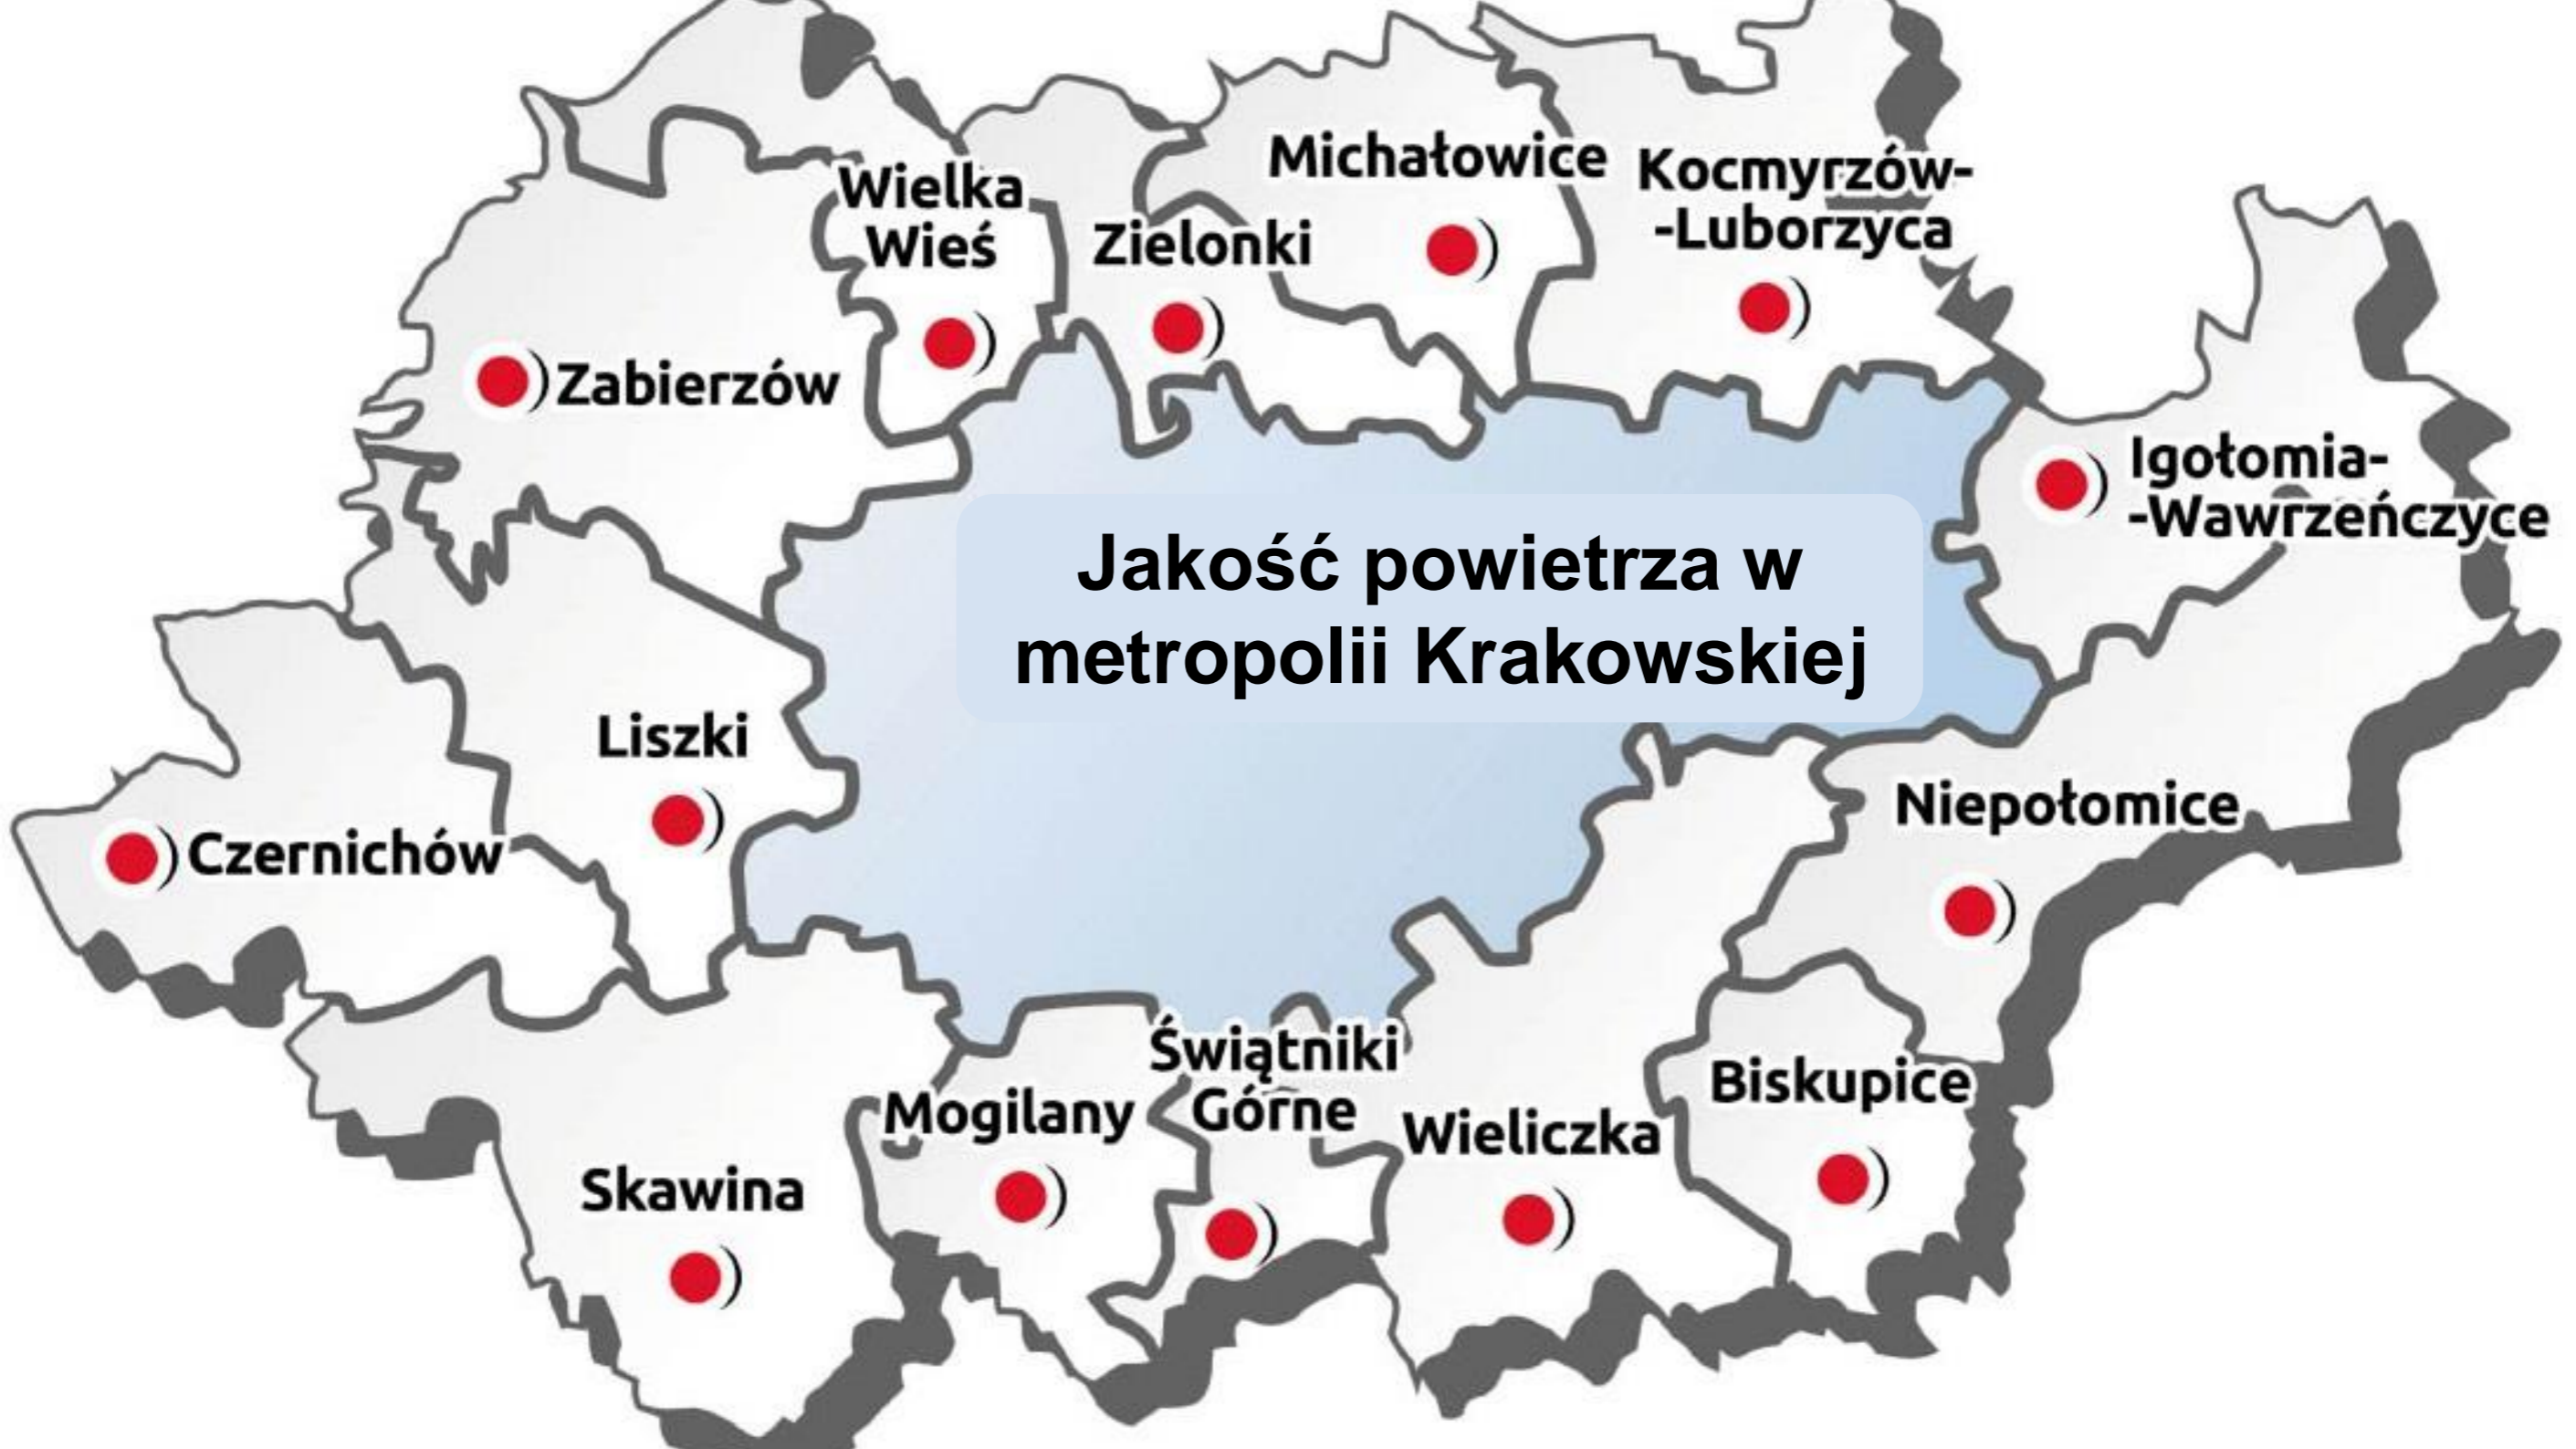 Michałowice
Kocmyrzów-
-Luborzyca
Wielka
Wieś
Zielonki
Zabierzów
Igołomia-
-Wawrzeńczyce
Jakość powietrza w
metropolii Krakowskiej
Liszki
Niepołomice
Czernichów
Świątniki
Górne
Mogilany
Wieliczka
Biskupice
Skawina